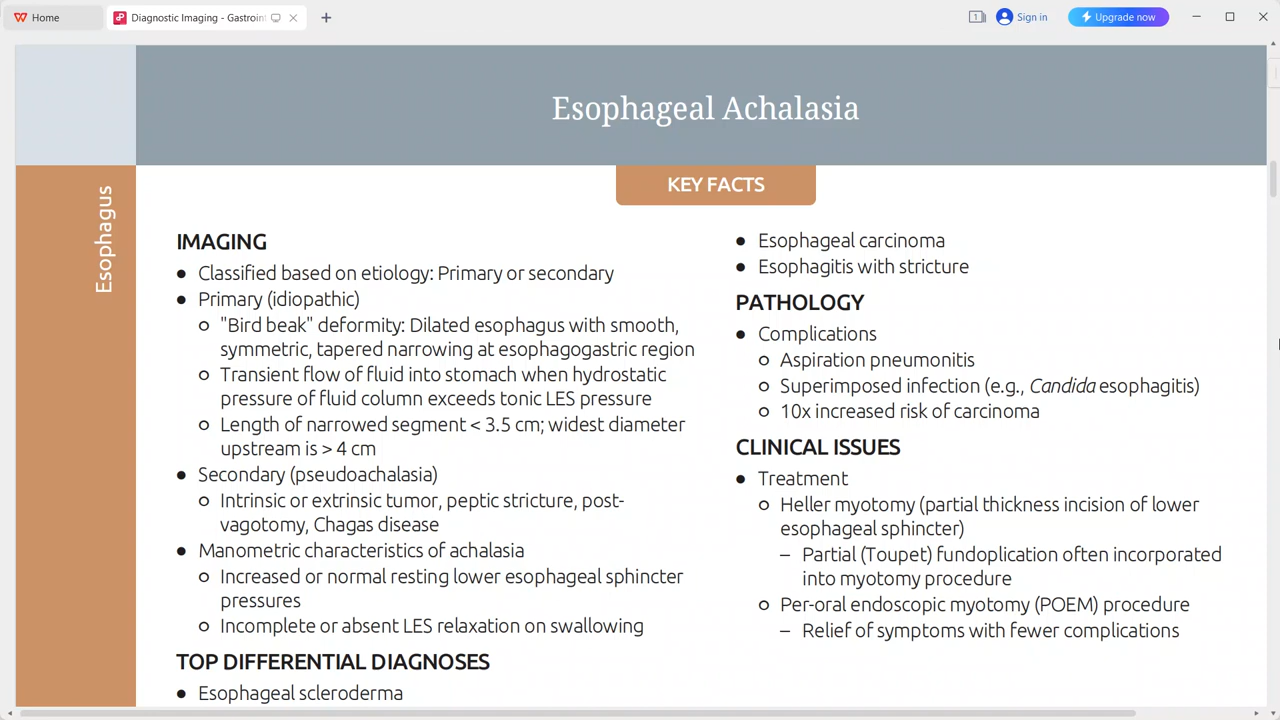 Home
Diagnostic Imaging - Gastroint
1
Sign in
Upgrade now
Esophageal Achalasia
Esophagus
KEY FACTS
IMAGING
• Classified based on etiology: Primary or secondary
• Primary (idiopathic)
○ "Bird beak" deformity: Dilated esophagus with smooth,
symmetric, tapered narrowing at esophagogastric region
○ Transient flow of fluid into stomach when hydrostatic
pressure of fluid column exceeds tonic LES pressure
○ Length of narrowed segment < 3.5 cm; widest diameter
upstream is > 4 cm
• Secondary (pseudoachalasia)
○ Intrinsic or extrinsic tumor, peptic stricture, post-
vagotomy, Chagas disease
• Manometric characteristics of achalasia
○ Increased or normal resting lower esophageal sphincter
pressures
○ Incomplete or absent LES relaxation on swallowing
TOP DIFFERENTIAL DIAGNOSES
• Esophageal scleroderma
• Esophageal carcinoma
• Esophagitis with stricture
PATHOLOGY
• Complications
○ Aspiration pneumonitis
○ Superimposed infection (e.g., Candida esophagitis)
○ 10x increased risk of carcinoma
CLINICAL ISSUES
• Treatment
○ Heller myotomy (partial thickness incision of lower
esophageal sphincter)
– Partial (Toupet) fundoplication often incorporated
into myotomy procedure
○ Per-oral endoscopic myotomy (POEM) procedure
– Relief of symptoms with fewer complications